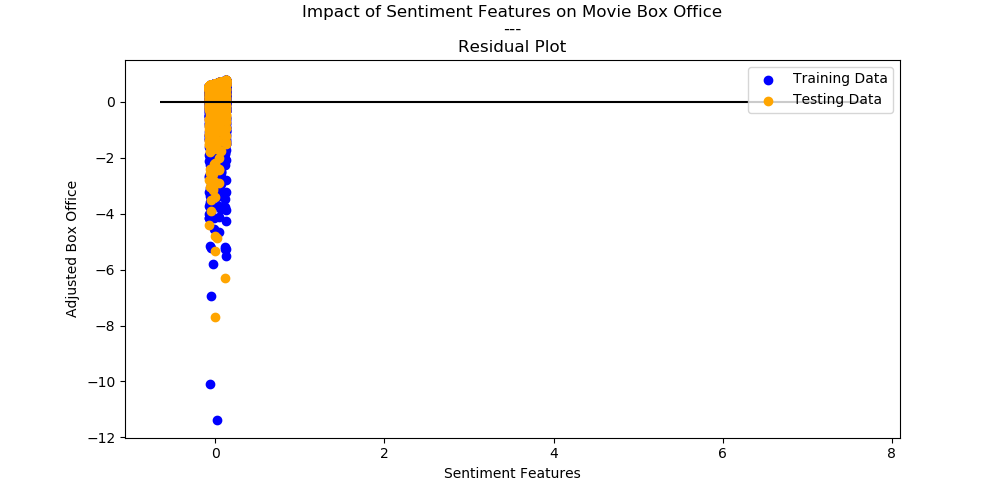 Impact of Sentiment Features on Movie Box Office
---
Residual Plot
Training Data
Testing Data
Adjusted Box Office
0
−2
−4
−6
−8
−10
−12
0 2 4 6 8
Sentiment Features